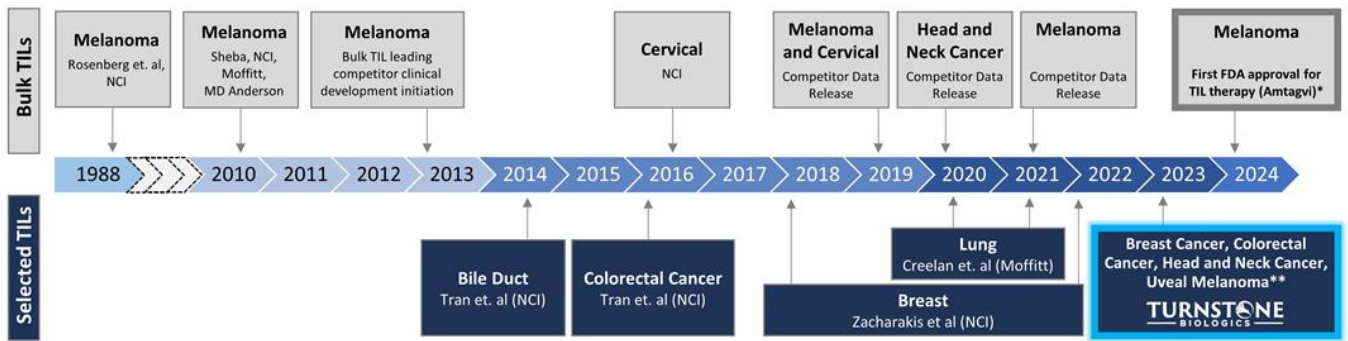 Bulk TILs
Melanoma
Rosenberg et. al,
NCI
Melanoma
Sheba, NCI,
Moffitt,
MD Anderson
Melanoma
Bulk TIL leading
competitor clinical
development initiation
Cervical
NCI
Melanoma
and Cervical
Competitor Data
Release
Head and
Neck Cancer
Competitor Data
Release
Melanoma
Competitor Data
Release
Melanoma
First FDA approval for
TIL therapy (Amtagvi)*
1988 2010 2011 2012 2013 2014 2015 2016 2017 2018 2019 2020 2021 2022 2023 2024
Selected TILs
Bile Duct
Tran et. al (NCI)
Colorectal Cancer
Tran et. al (NCI)
Lung
Creelan et. al (Moffitt)
Breast
Zacharakis et al (NCI)
Breast Cancer, Colorectal
Cancer, Head and Neck Cancer,
Uveal Melanoma**
TURNSTONE
BIOLOGICS